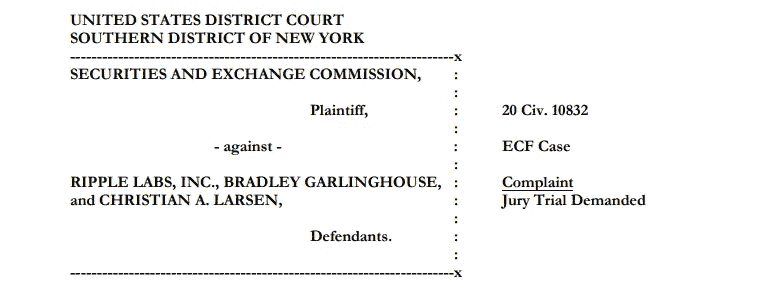 UNITED STATES DISTRICT COURT
SOUTHERN DISTRICT OF NEW YORK
------------------------------------------------------------------------------x
SECURITIES AND EXCHANGE COMMISSION, :
:
Plaintiff, : 20 Civ. 10832
:
- against - : ECF Case
:
RIPPLE LABS, INC., BRADLEY GARLINGHOUSE, : Complaint
and CHRISTIAN A. LARSEN, : Jury Trial Demanded
:
Defendants. :
:
------------------------------------------------------------------------------x